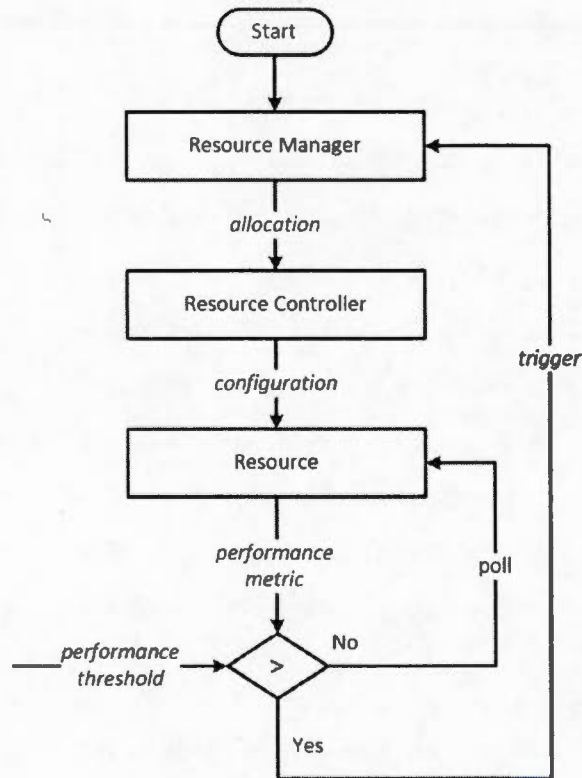 Start
Resource Manager
allocation
Resource Controller
trigger
configuration
Resource
performance
metric
poll
No
performance
threshold
>
Yes